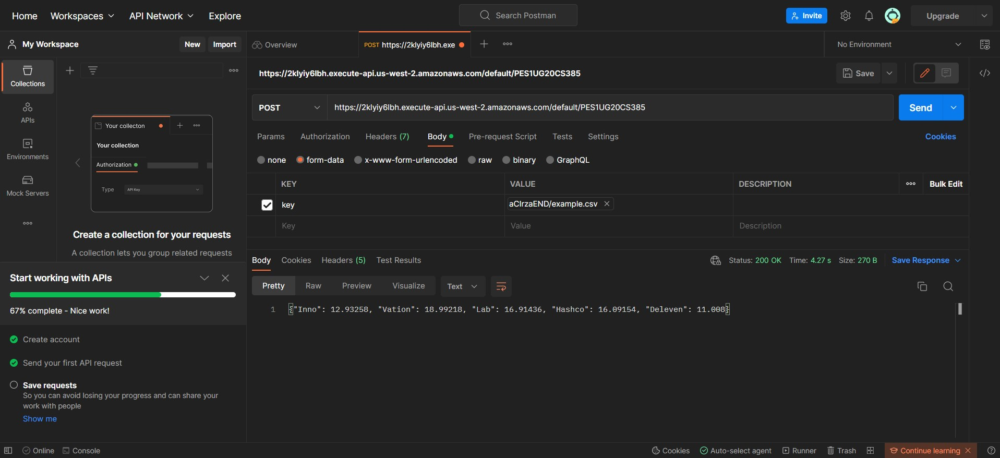 Home Workspaces API Network Explore Search Postman Invite Upgrade
My Workspace New Import Overview POST https://2klyiy6lbh.exe No Environment
Collections
APIs
Environments
Mock Servers
Your collecton
Your collection
Authorization
Type API Key
Create a collection for your requests
A collection lets you group related requests
Start working with APIs
67% complete - Nice work!
Create account
Send your first API request
Save requests
So you can avoid losing your progress and can share your
work with people
Show me
https://2klyiy6lbh.execute-api.us-west-2.amazonaws.com/default/PES1UG20CS385 Save
POST https://2klyiy6lbh.execute-api.us-west-2.amazonaws.com/default/PES1UG20CS385 Send
Params Authorization Headers (7) Body Pre-request Script Tests Settings Cookies
none form-data x-www-form-urlencoded raw binary GraphQL
KEY VALUE DESCRIPTION Bulk Edit
key aCIrzaEND/example.csv
Key Value Description
Body Cookies Headers (5) Test Results Status: 200 OK Time: 4.27 s Size: 270 B Save Response
Pretty Raw Preview Visualize Text
1 {"Inno": 12.93258, "Vation": 18.99218, "Lab": 16.91436, "Hashco": 16.09154, "Deleven": 11.008}
Online Console Cookies Auto-select agent Runner Trash Continue learning